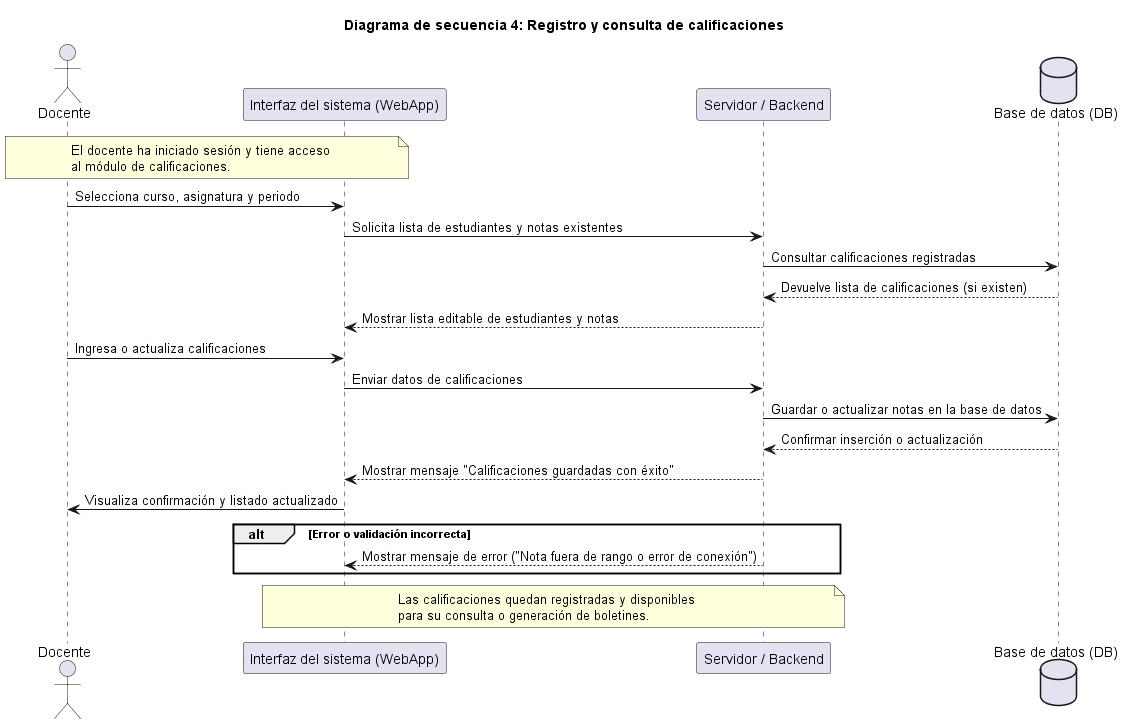 Diagrama de secuencia 4: Registro y consulta de calificaciones
Docente
Interfaz del sistema (WebApp)
Servidor / Backend
Base de datos (DB)
El docente ha iniciado sesión y tiene acceso
al módulo de calificaciones.
Selecciona curso, asignatura y periodo
Solicita lista de estudiantes y notas existentes
Consultar calificaciones registradas
Devuelve lista de calificaciones (si existen)
Mostrar lista editable de estudiantes y notas
Ingresa o actualiza calificaciones
Enviar datos de calificaciones
Guardar o actualizar notas en la base de datos
Confirmar inserción o actualización
Mostrar mensaje "Calificaciones guardadas con éxito"
Visualiza confirmación y listado actualizado
alt
[Error o validación incorrecta]
Mostrar mensaje de error ("Nota fuera de rango o error de conexión")
Las calificaciones quedan registradas y disponibles
para su consulta o generación de boletines.
Docente
Interfaz del sistema (WebApp)
Servidor / Backend
Base de datos (DB)